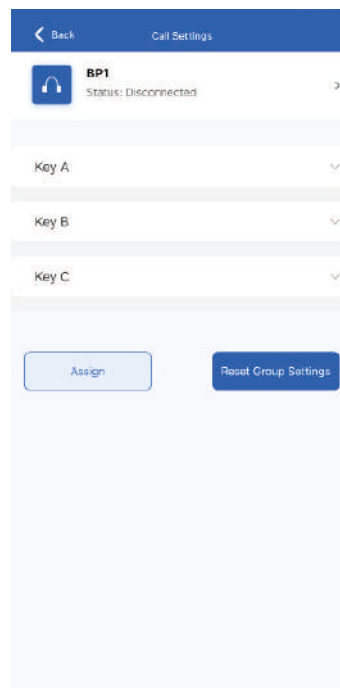 Back Call Settings
BP1
Status: Disconnected
Key A
Key B
Key C
Assign Reset Group Settings